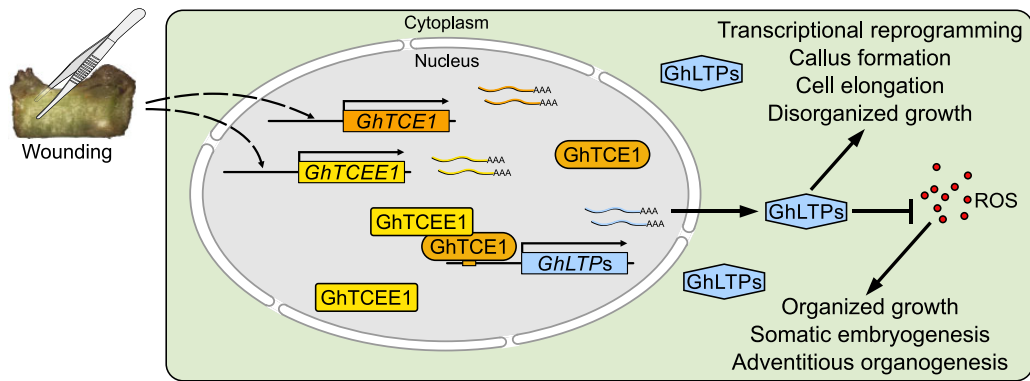 Wounding
Cytoplasm
Nucleus
GhTCE1
AAA
AAA
GhTCEE1
AAA
AAA
GhTCE1
GhTCEE1
GhTCE1
GhLTPs
AAA
AAA
GhTCEE1
GhLTPs
GhLTPs
GhLTPs
Transcriptional reprogramming
Callus formation
Cell elongation
Disorganized growth
ROS
Organized growth
Somatic embryogenesis
Adventitious organogenesis